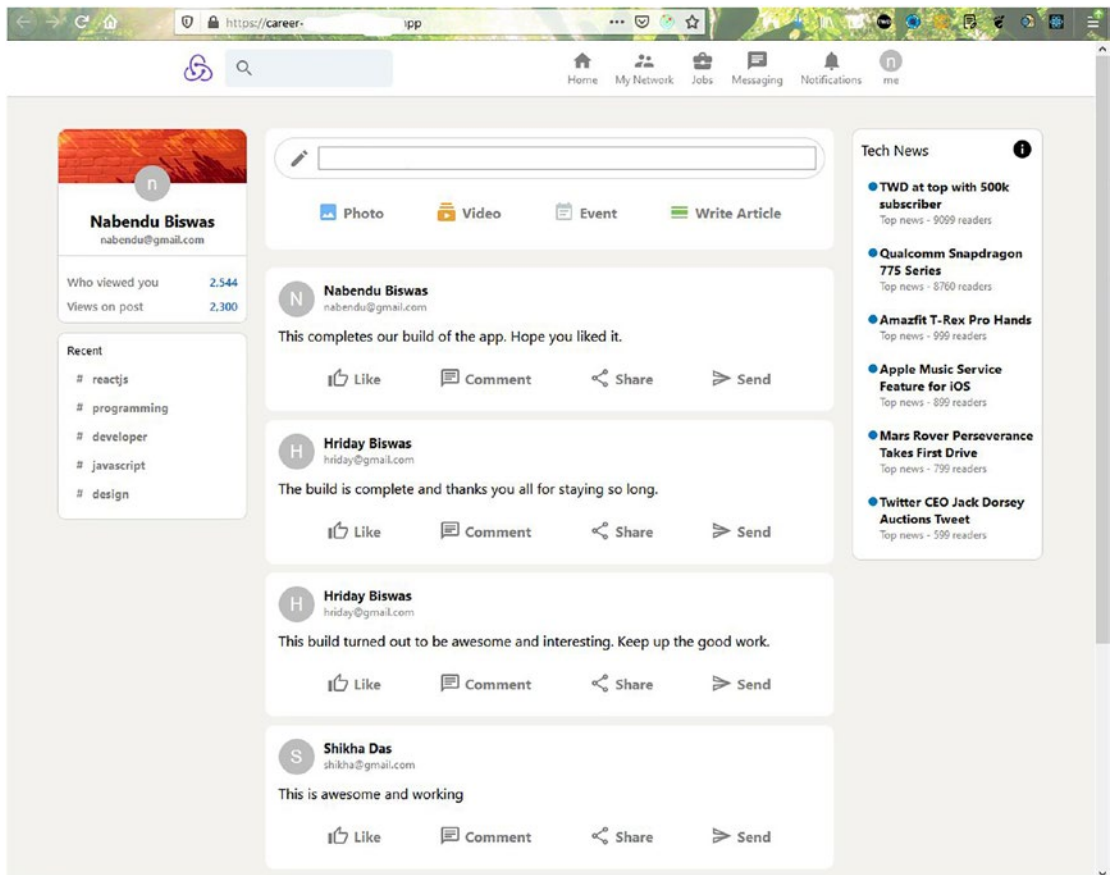 https://career-
app
Home My Network Jobs Messaging Notifications me
n
n
Nabendu Biswas
nabendu@gmail.com
Who viewed you 2,544
Views on post 2,300
Recent
# reactjs
# programming
# developer
# javascript
# design
Photo Video Event Write Article
N
Nabendu Biswas
nabendu@gmail.com
This completes our build of the app. Hope you liked it.
Like Comment Share Send
H
Hriday Biswas
hriday@gmail.com
The build is complete and thanks you all for staying so long.
Like Comment Share Send
H
Hriday Biswas
hriday@gmail.com
This build turned out to be awesome and interesting. Keep up the good work.
Like Comment Share Send
S
Shikha Das
shikha@gmail.com
This is awesome and working
Like Comment Share Send
Tech News
TWD at top with 500k
subscriber
Top news - 9099 readers
Qualcomm Snapdragon
775 Series
Top news - 8760 readers
Amazfit T-Rex Pro Hands
Top news - 999 readers
Apple Music Service
Feature for iOS
Top news - 899 readers
Mars Rover Perseverance
Takes First Drive
Top news - 799 readers
Twitter CEO Jack Dorsey
Auctions Tweet
Top news - 599 readers